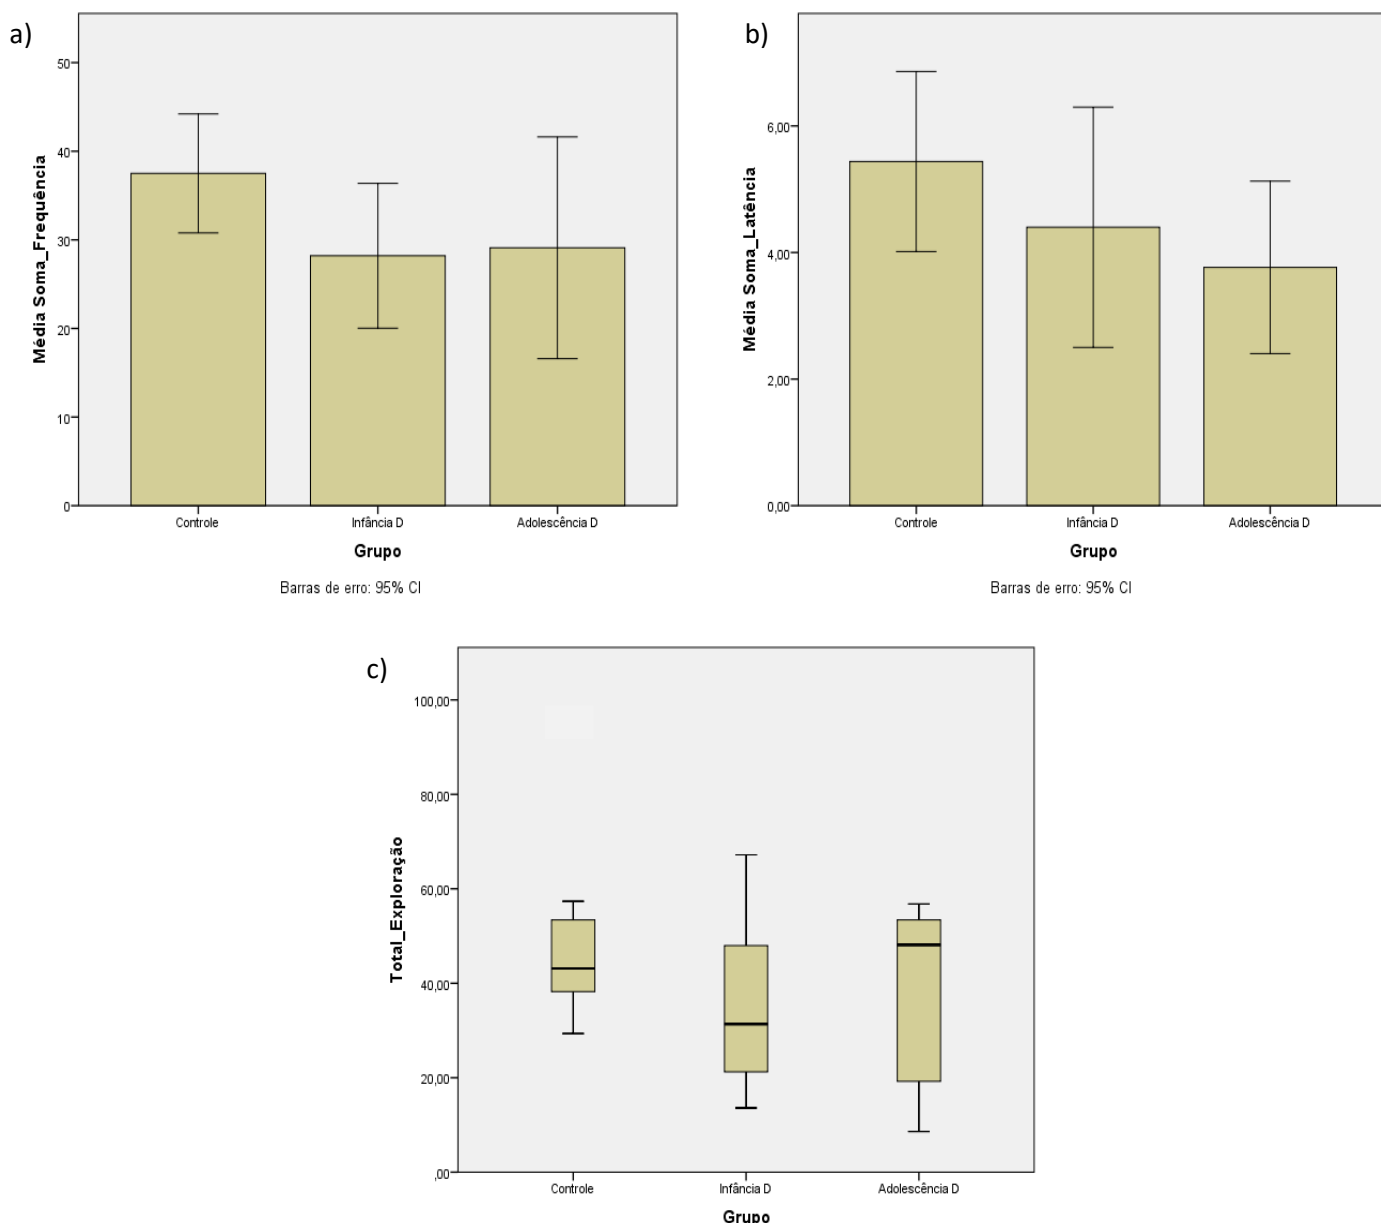 a)
50
40
30
20
10
0
Média Soma_Frequência
Controle
Infância D
Adolescência D
Grupo
Barras de erro: 95% CI
b)
6,00
4,00
2,00
0,00
Média Soma_Latência
Controle
Infância D
Adolescência D
Grupo
Barras de erro: 95% CI
c)
100,00
80,00
60,00
40,00
20,00
,00
Total_Exploração
Controle
Infância D
Adolescência D
Grupo